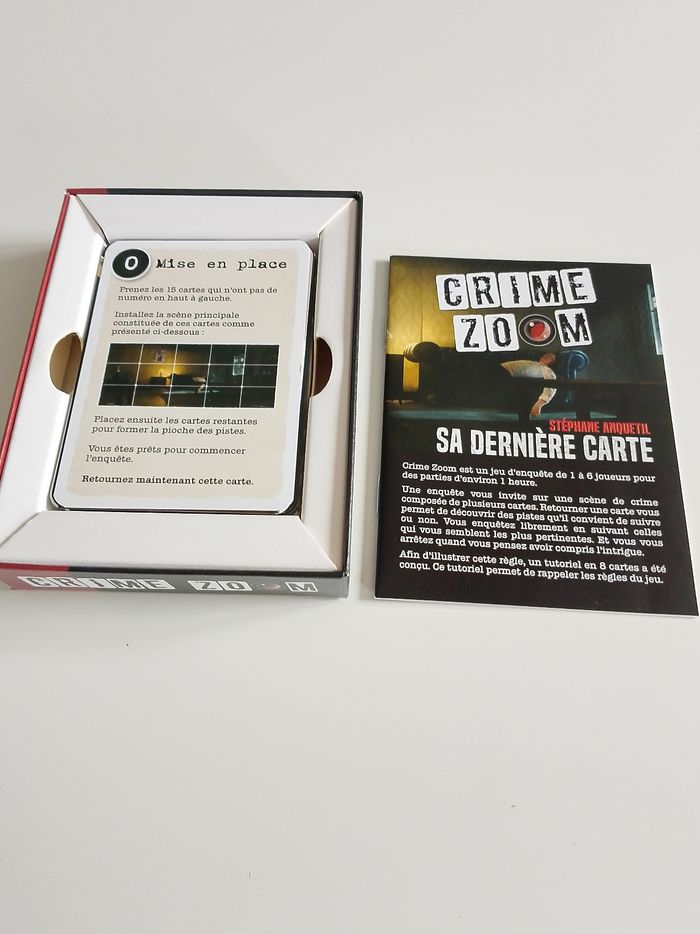 0 Mise en place
Prenez les 15 cartes qui n'ont pas de
numéro en haut à gauche.
Installez la scène principale
constituée de ces cartes comme
présenté ci-dessous :
Placez ensuite les cartes restantes
pour former la pioche des pistes.
Vous êtes prêts pour commencer
l'enquête.
Retournez maintenant cette carte.
CRIME ZOOM
CRIME
ZOOM
STÉPHANE ANQUETIL
SA DERNIÈRE CARTE
Crime Zoom est un jeu d'enquête de 1 à 6 joueurs pour
des parties d'environ 1 heure.
Une enquête vous invite sur une scène de crime
composée de plusieurs cartes. Retourner une carte vous
permet de découvrir des pistes qu'il convient de suivre
ou non. Vous enquêtez librement en suivant celles
qui vous semblent les plus pertinentes. Et vous vous
arrêtez quand vous pensez avoir compris l'intrigue.
Afin d'illustrer cette règle, un tutoriel en 8 cartes a été
conçu. Ce tutoriel permet de rappeler les règles du jeu.